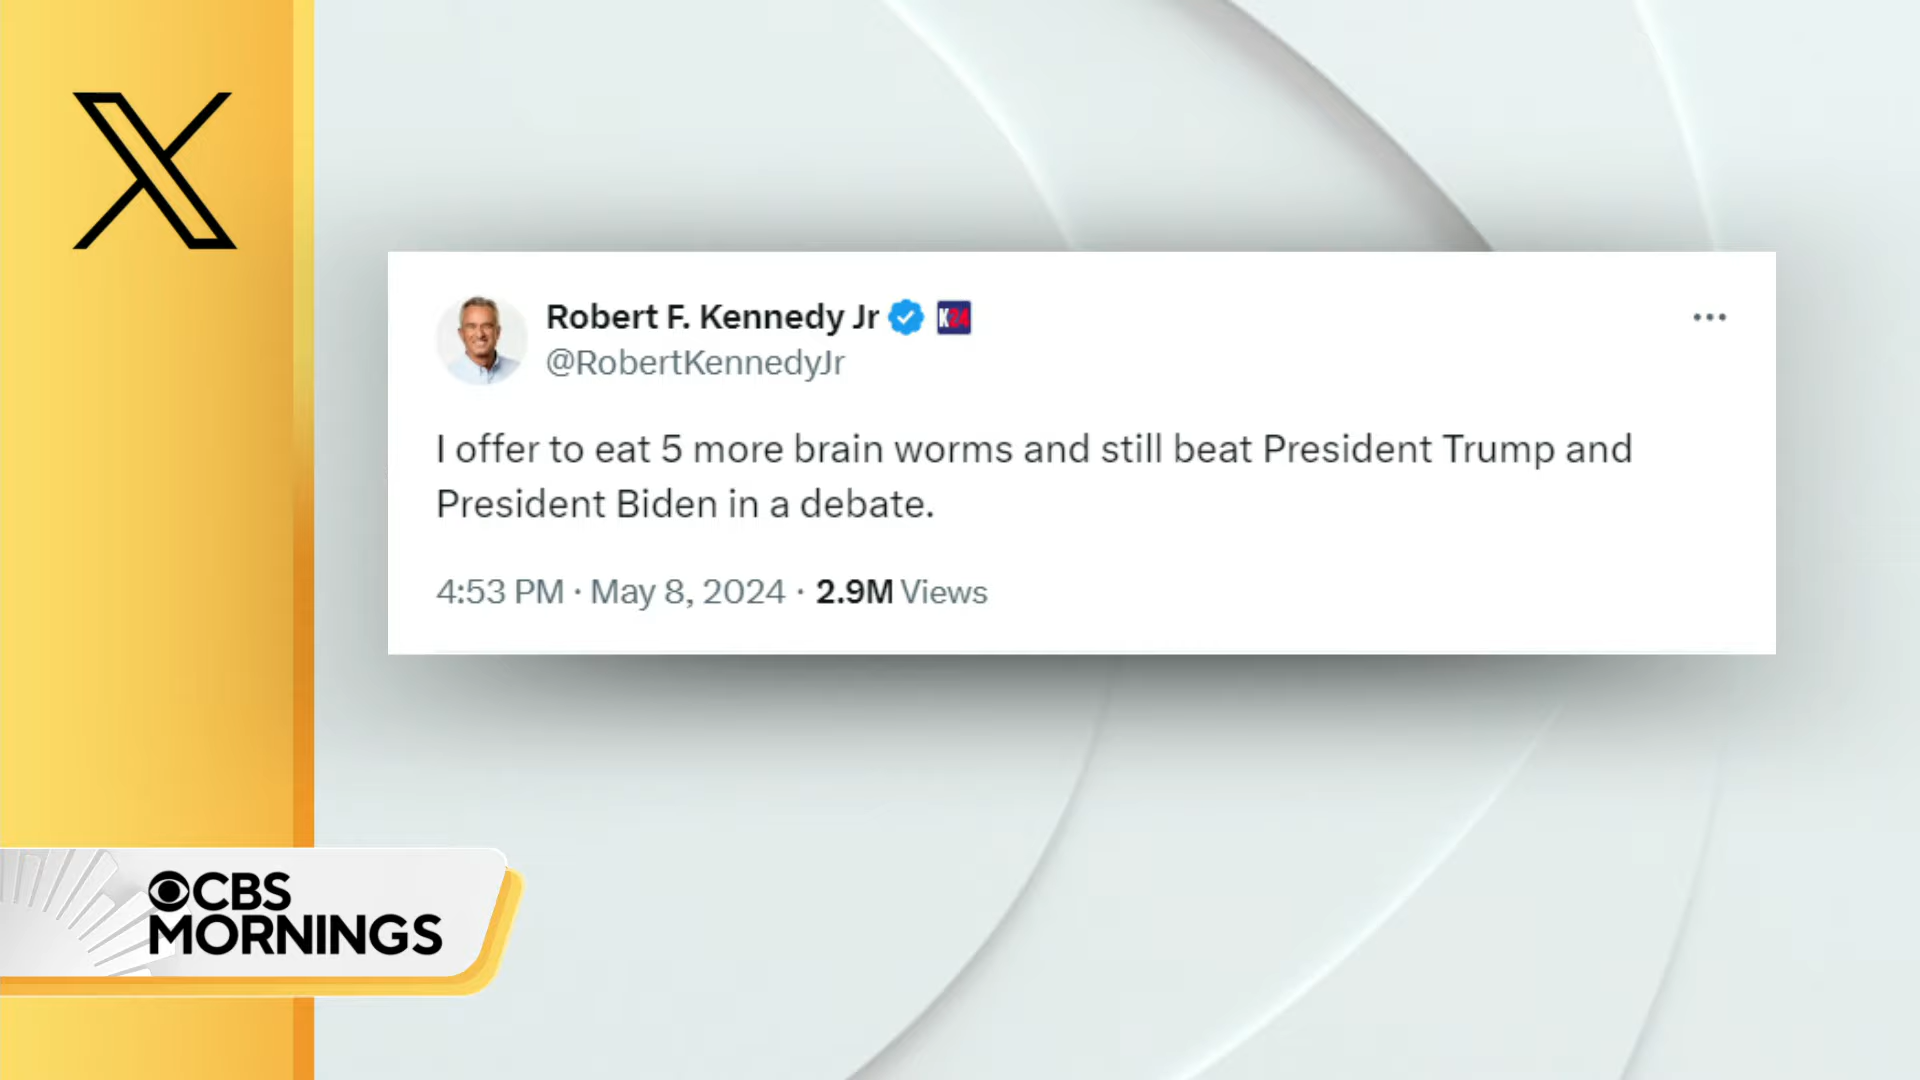 Robert F. Kennedy Jr K24
@RobertKennedyJr
I offer to eat 5 more brain worms and still beat President Trump and
President Biden in a debate.
4:53 PM · May 8, 2024 · 2.9M Views
CBS
MORNINGS